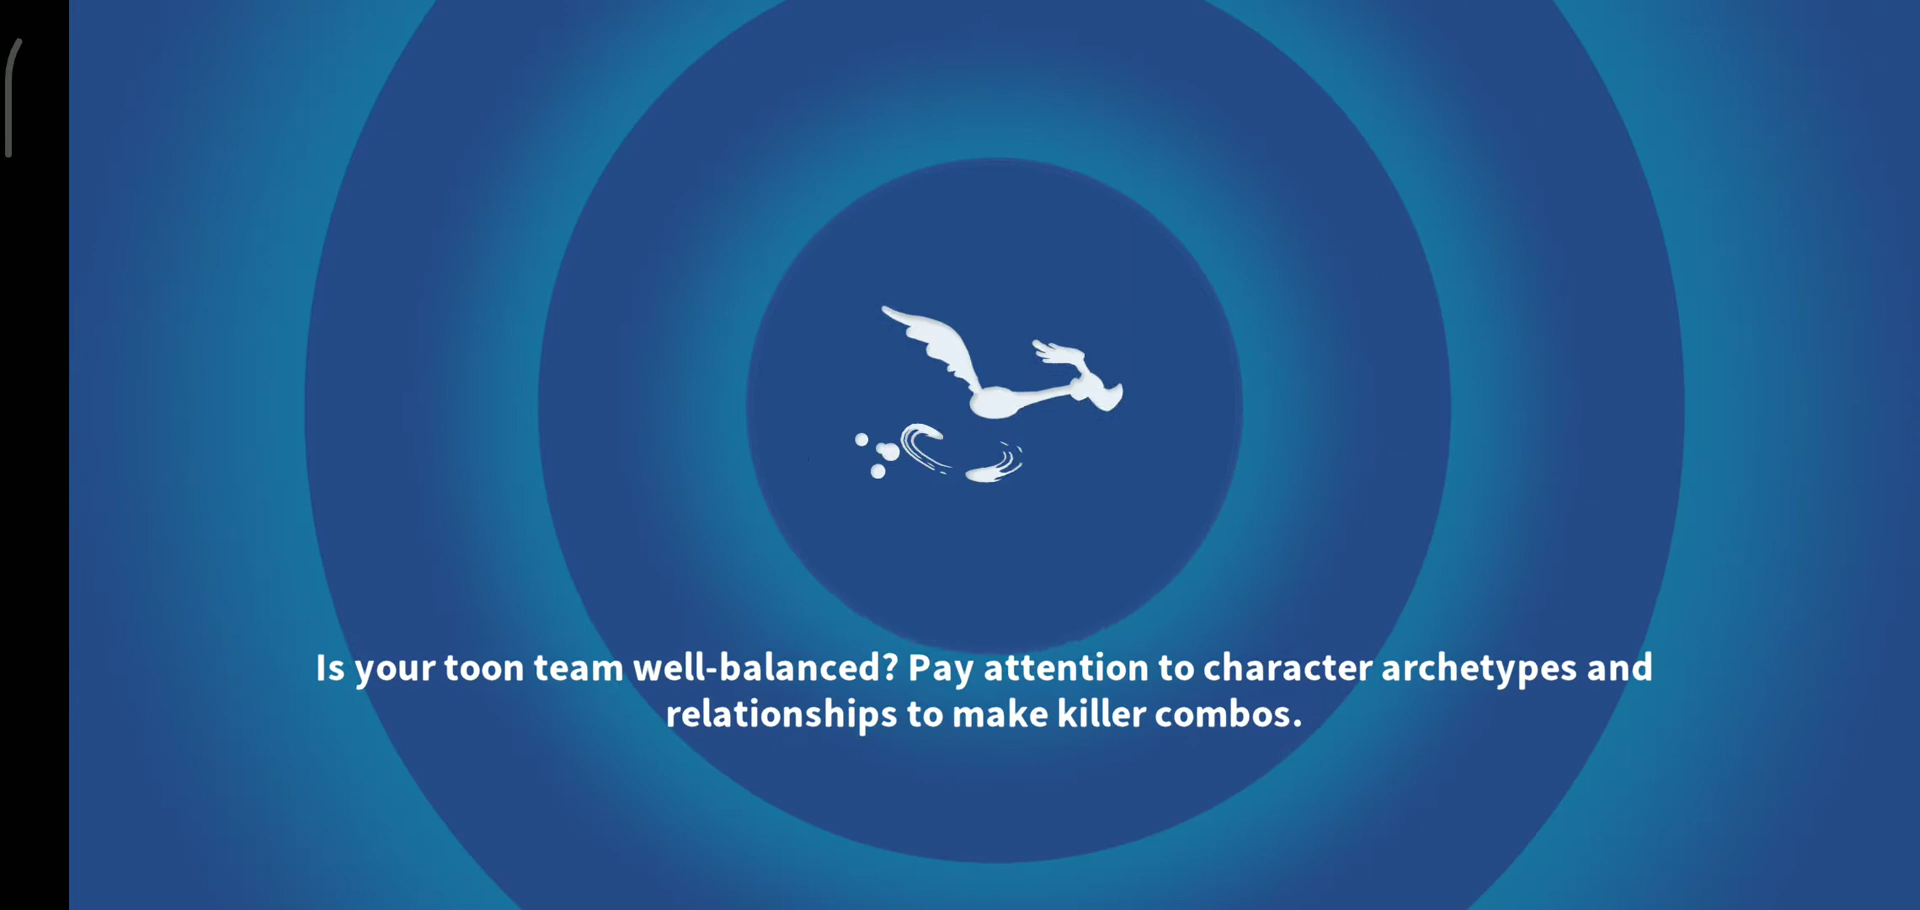 Is your toon team well-balanced? Pay attention to character archetypes and
relationships to make killer combos.